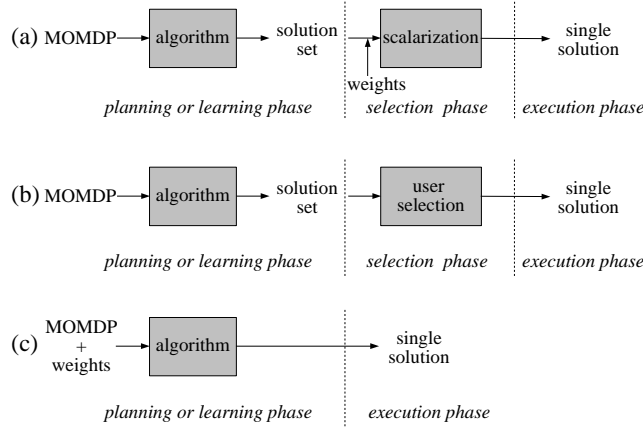 (a) MOMDP algorithm solution set scalarization single solution
weights
planning or learning phase selection phase execution phase
(b) MOMDP algorithm solution set user selection single solution
planning or learning phase selection phase execution phase
(c) MOMDP + weights algorithm single solution
planning or learning phase execution phase